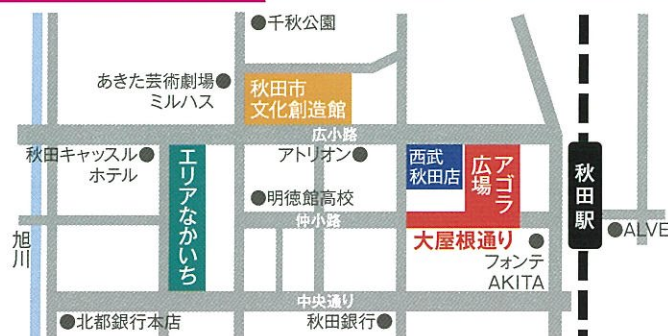 ●千秋公園
あきた芸術劇場●
ミルハス
秋田市
文化創造館
広小路
秋田キャッスル●
ホテル
エリアなかいち
アトリオン●
西武
秋田店
アゴラ
広場
秋田駅
●明徳館高校
仲小路
大屋根通り
●
フォンテ
AKITA
●ALVE
旭川
中央通り
●北都銀行本店
秋田銀行●